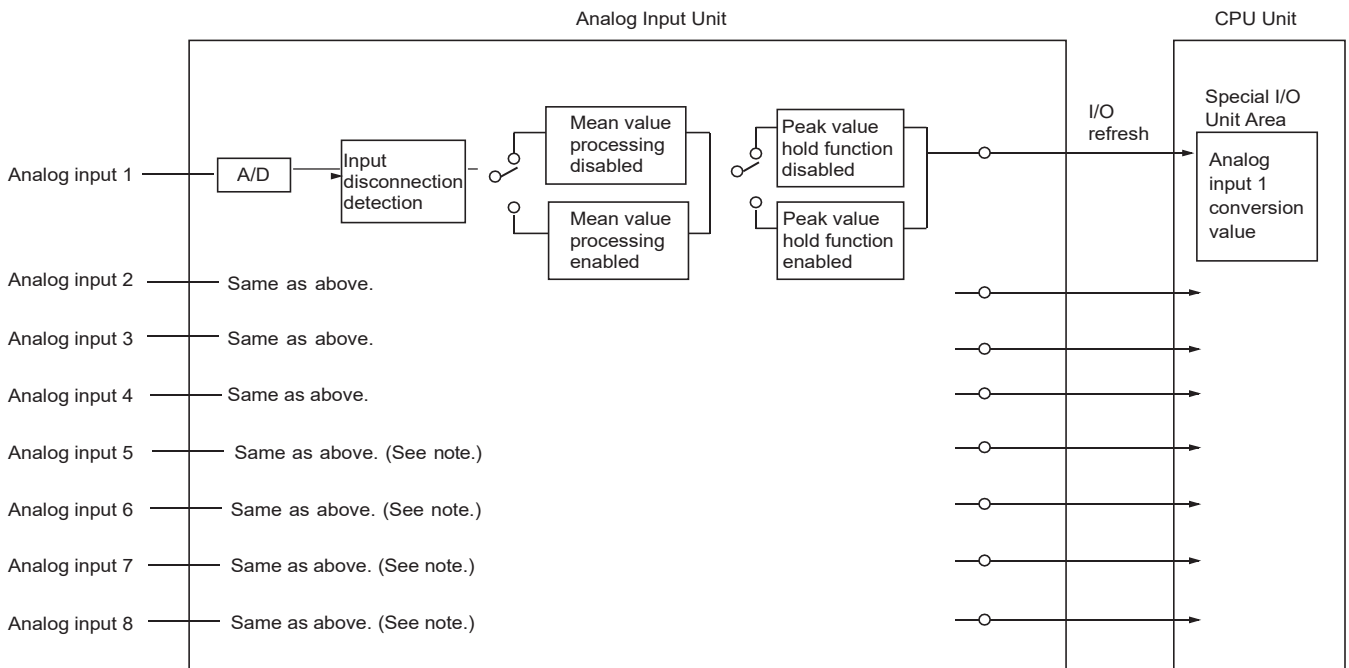 Analog Input Unit
CPU Unit
Analog input 1
A/D
Input
disconnection
detection
Mean value
processing
disabled
Mean value
processing
enabled
Peak value
hold function
disabled
Peak value
hold function
enabled
I/O
refresh
Special I/O
Unit Area
Analog
input 1
conversion
value
Analog input 2
Same as above.
Analog input 3
Same as above.
Analog input 4
Same as above.
Analog input 5
Same as above. (See note.)
Analog input 6
Same as above. (See note.)
Analog input 7
Same as above. (See note.)
Analog input 8
Same as above. (See note.)